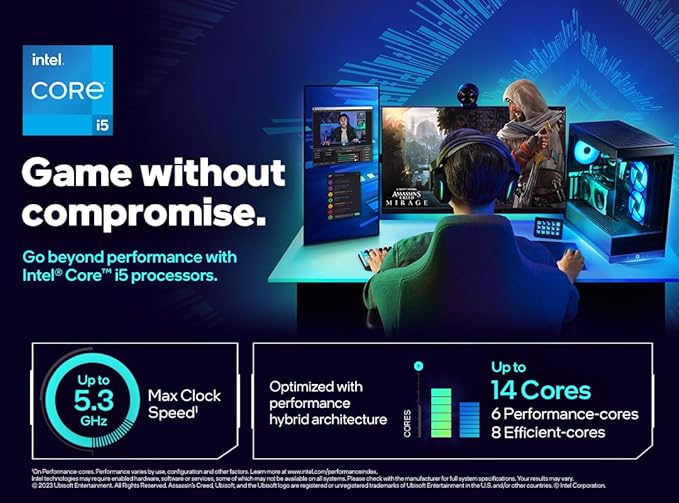 intel.
CORE™
i5
Game without
compromise.
Go beyond performance with
Intel® Core™ i5 processors.
ASSASSIN'S
CREED
MIRAGE
Up to
5.3
GHz
Max Clock
Speed¹
Optimized with
performance
hybrid architecture
CORES
Up to
14 Cores
6 Performance-cores
8 Efficient-cores
¹On Performance-cores. Performance varies by use, configuration and other factors. Learn more at www.intel.com/performanceindex.
Intel technologies may require enabled hardware, software or services, some of which may not be available on all systems. Please check with the manufacturer for full system specifications. Your results may vary.
© 2023 Ubisoft Entertainment. All Rights Reserved. Assassin's Creed, Ubisoft, and the Ubisoft logo are registered or unregistered trademarks of Ubisoft Entertainment in the U.S. and/or other countries. © Intel Corporation.